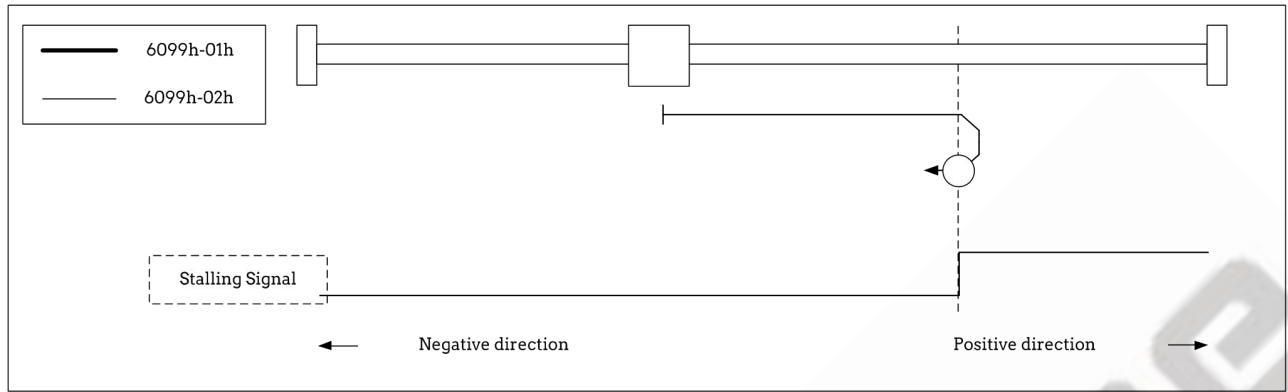 6099h-01h
6099h-02h
Stalling Signal
Negative direction
Positive direction